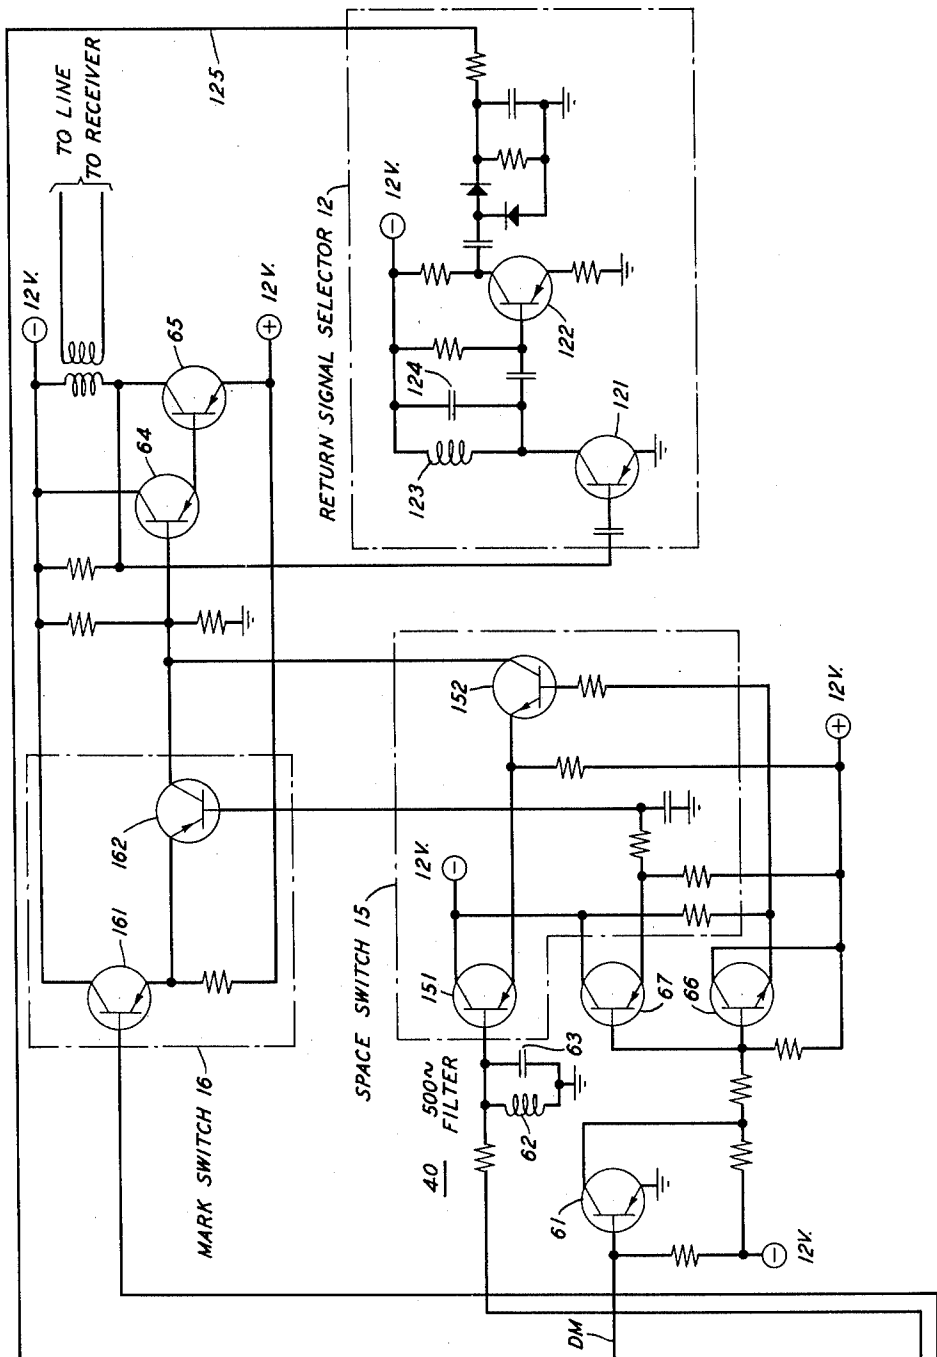 125
TO LINE
TO RECEIVER
12V.
−
65
+
12V.
64
RETURN SIGNAL SELECTOR 12
−
12V.
124
123
122
121
152
162
161
MARK SWITCH 16
SPACE SWITCH 15
12V.
−
12V.
+
151
67
66
63
500~
FILTER
40
62
61
−
12V.
DM